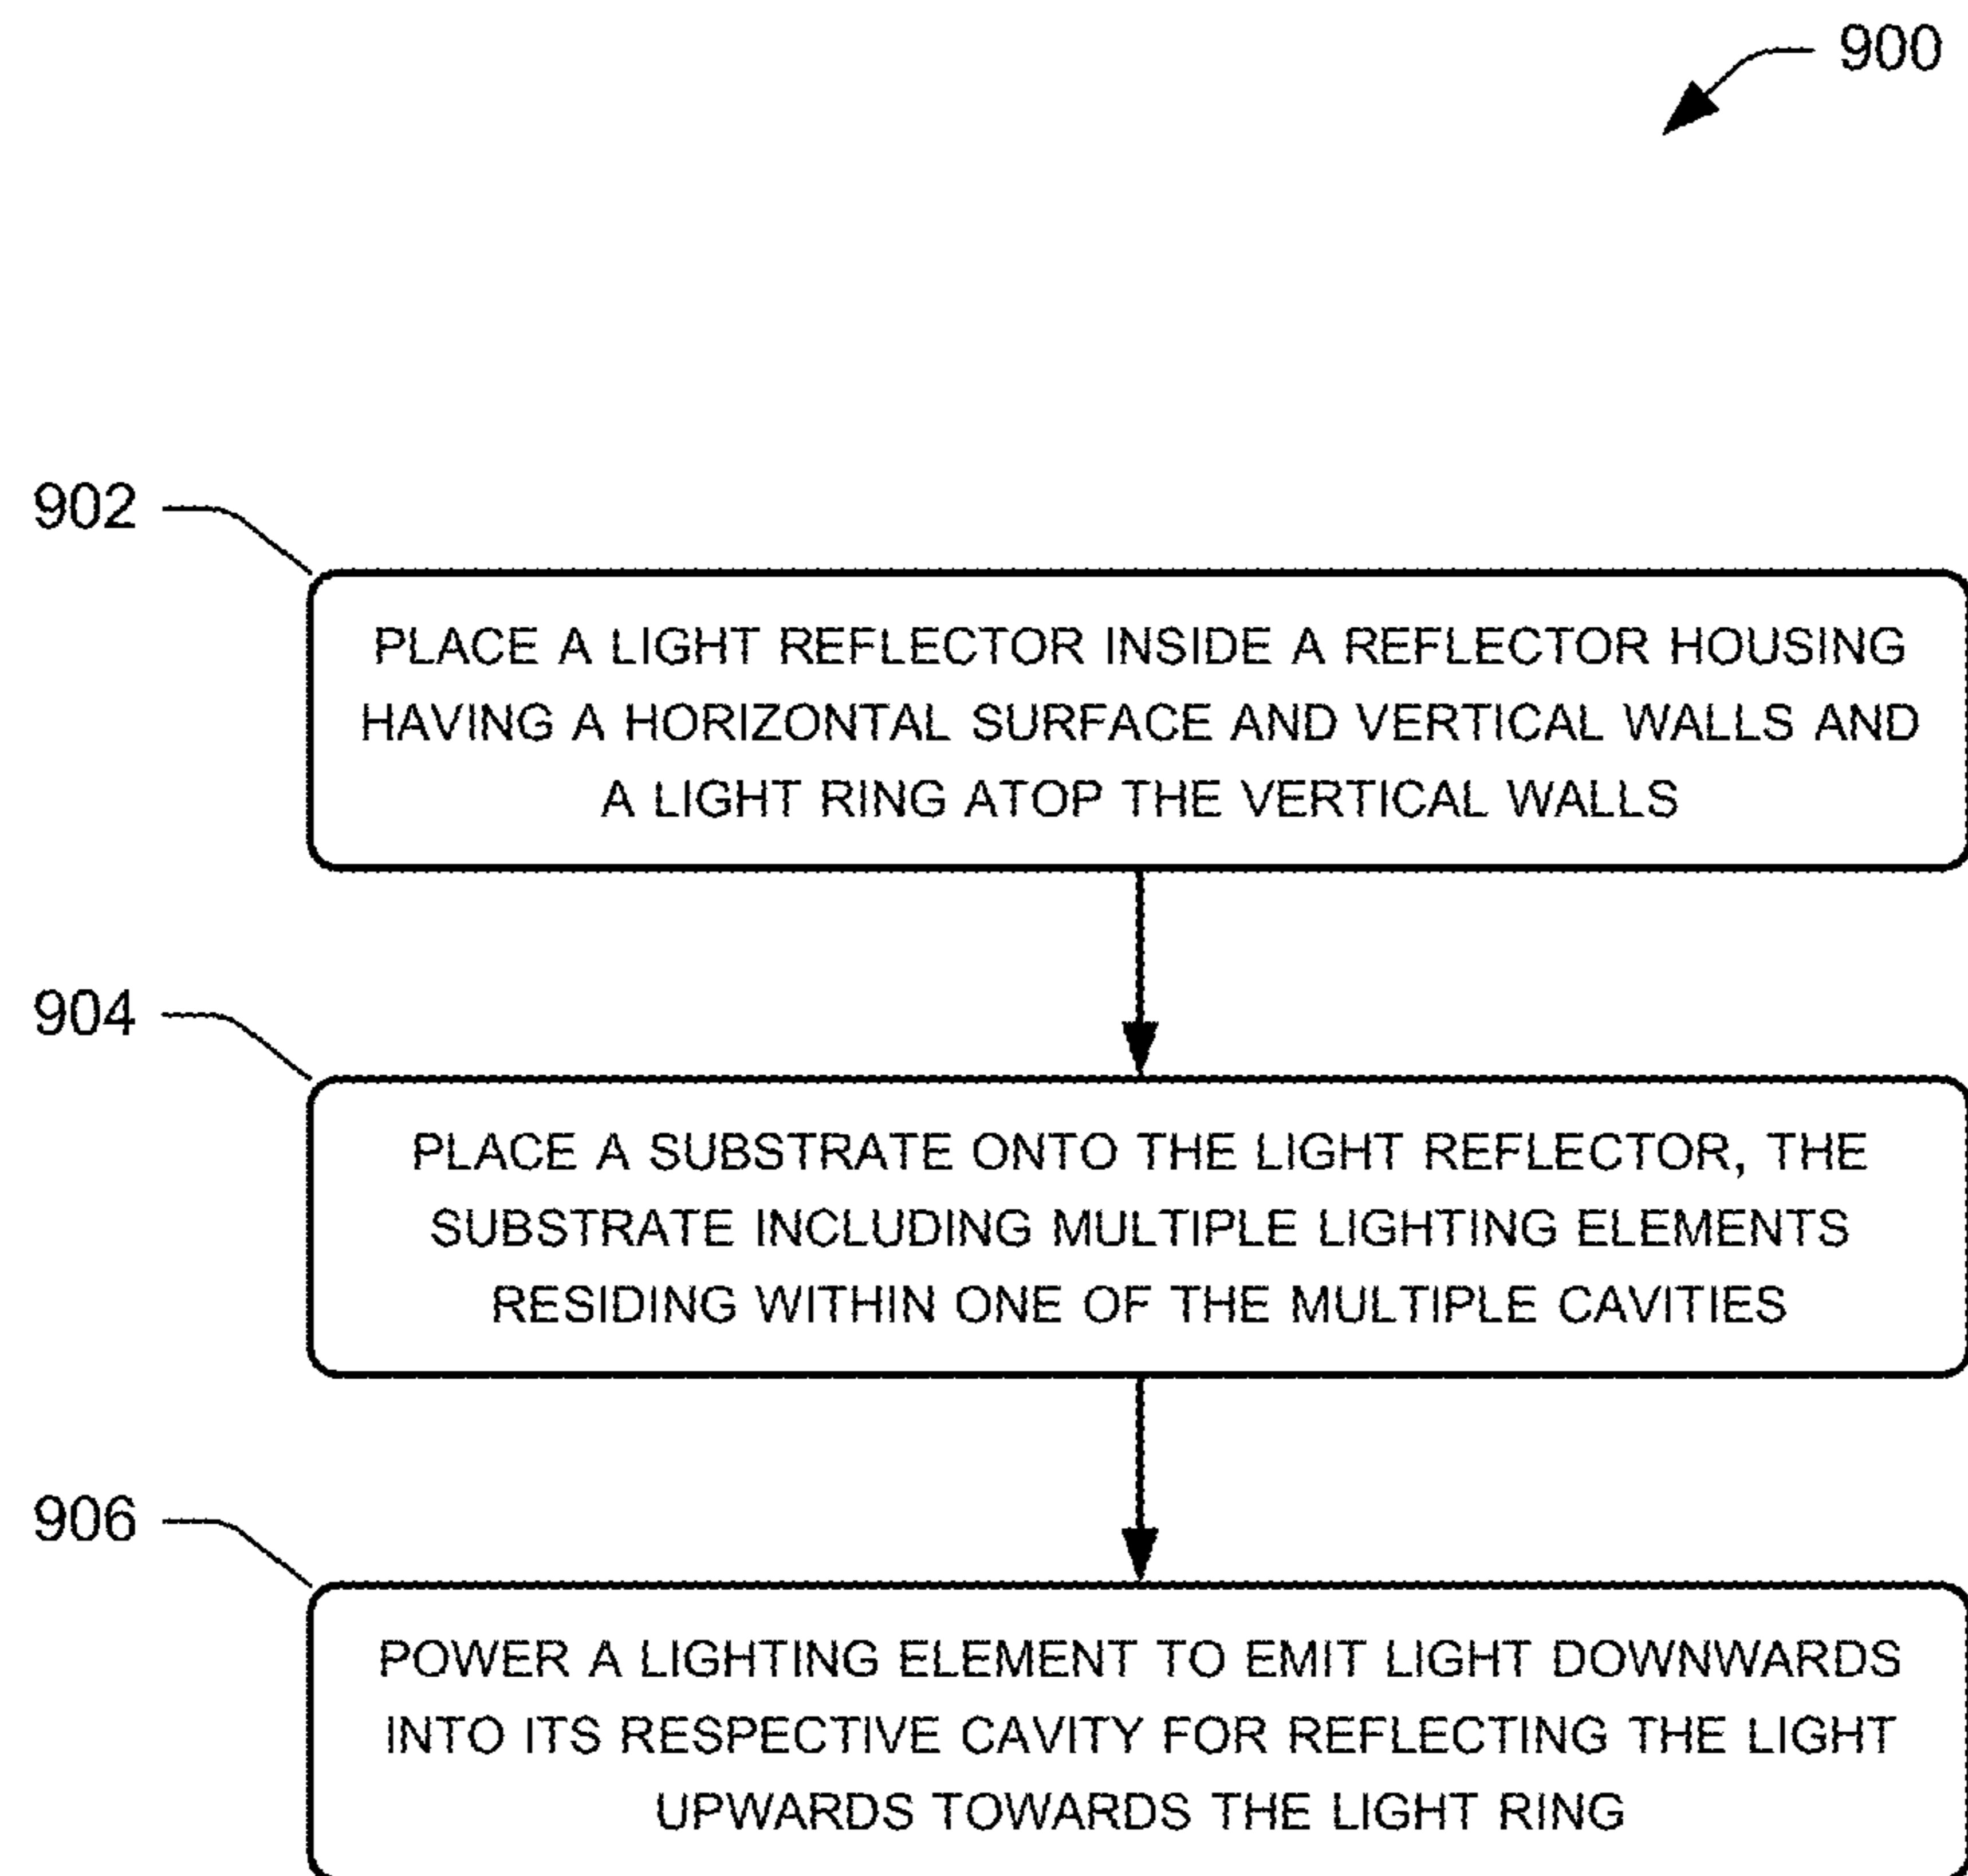 900
902
PLACE A LIGHT REFLECTOR INSIDE A REFLECTOR HOUSING
HAVING A HORIZONTAL SURFACE AND VERTICAL WALLS AND
A LIGHT RING ATOP THE VERTICAL WALLS
904
PLACE A SUBSTRATE ONTO THE LIGHT REFLECTOR, THE
SUBSTRATE INCLUDING MULTIPLE LIGHTING ELEMENTS
RESIDING WITHIN ONE OF THE MULTIPLE CAVITIES
906
POWER A LIGHTING ELEMENT TO EMIT LIGHT DOWNWARDS
INTO ITS RESPECTIVE CAVITY FOR REFLECTING THE LIGHT
UPWARDS TOWARDS THE LIGHT RING